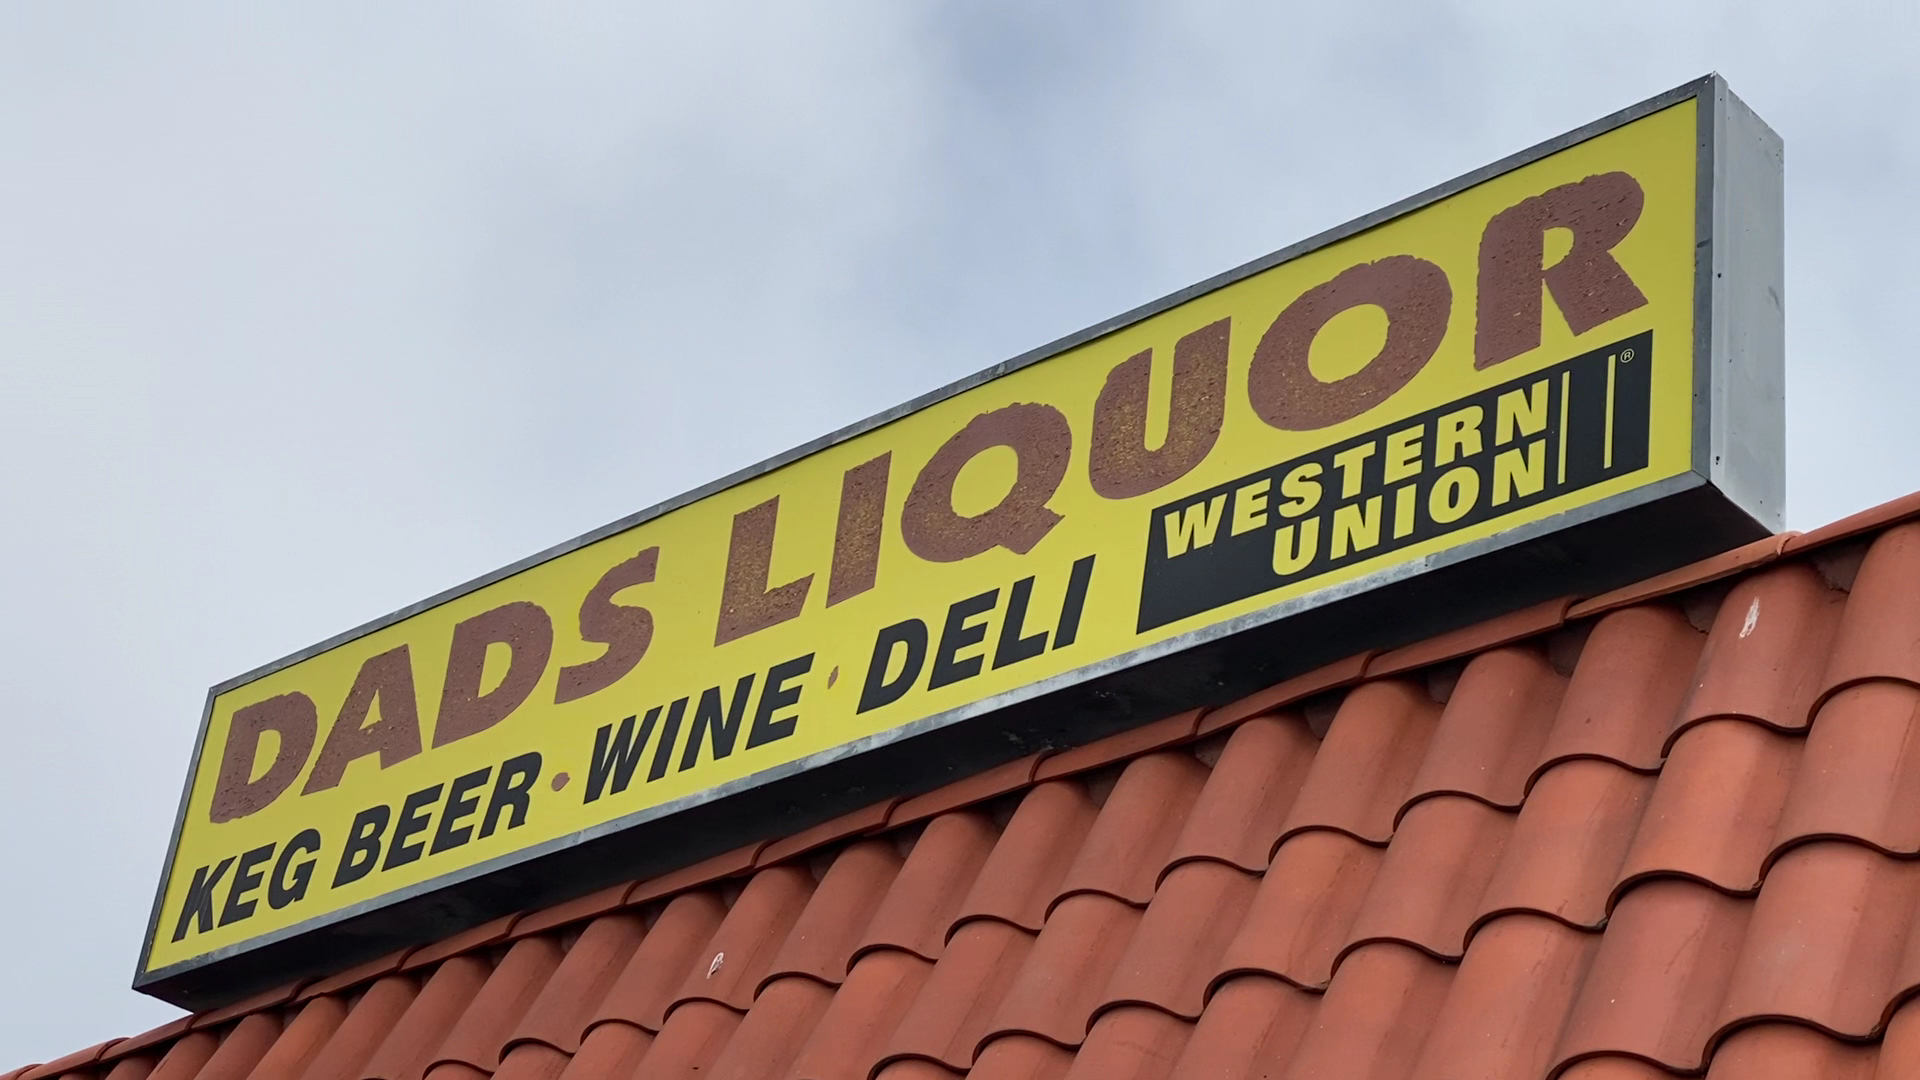 DADS LIQUOR
KEG BEER • WINE • DELI
WESTERN
UNION ®